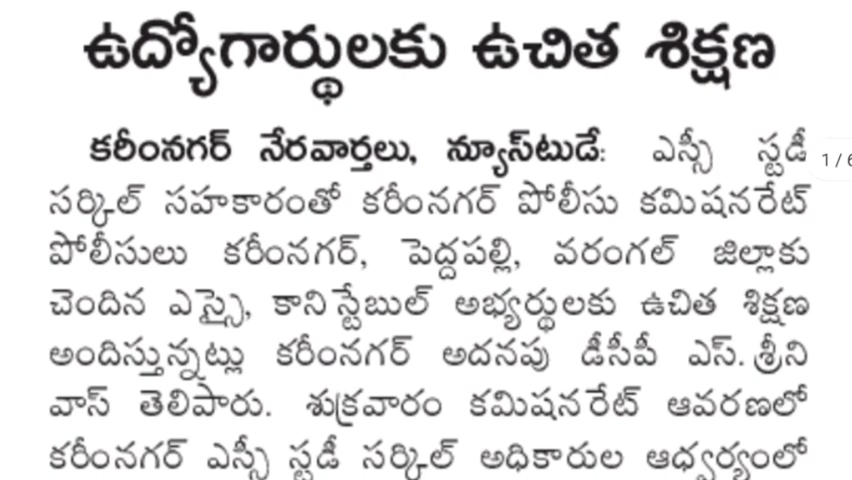 ఉద్యోగార్థులకు ఉచిత శిక్షణ
కరీంనగర్ నేరవార్తలు, న్యూస్‌టుడే: ఎస్సీ స్టడీ
1 / 6
సర్కిల్ సహకారంతో కరీంనగర్ పోలీసు కమిషనరేట్
పోలీసులు కరీంనగర్, పెద్దపల్లి, వరంగల్ జిల్లాకు
చెందిన ఎస్సై, కానిస్టేబుల్ అభ్యర్థులకు ఉచిత శిక్షణ
అందిస్తున్నట్లు కరీంనగర్ అదనపు డీసీపీ ఎస్. శ్రీని
వాస్ తెలిపారు. శుక్రవారం కమిషనరేట్ ఆవరణలో
కరీంనగర్ ఎస్సీ స్టడీ సర్కిల్ అధికారుల ఆధ్వర్యంలో